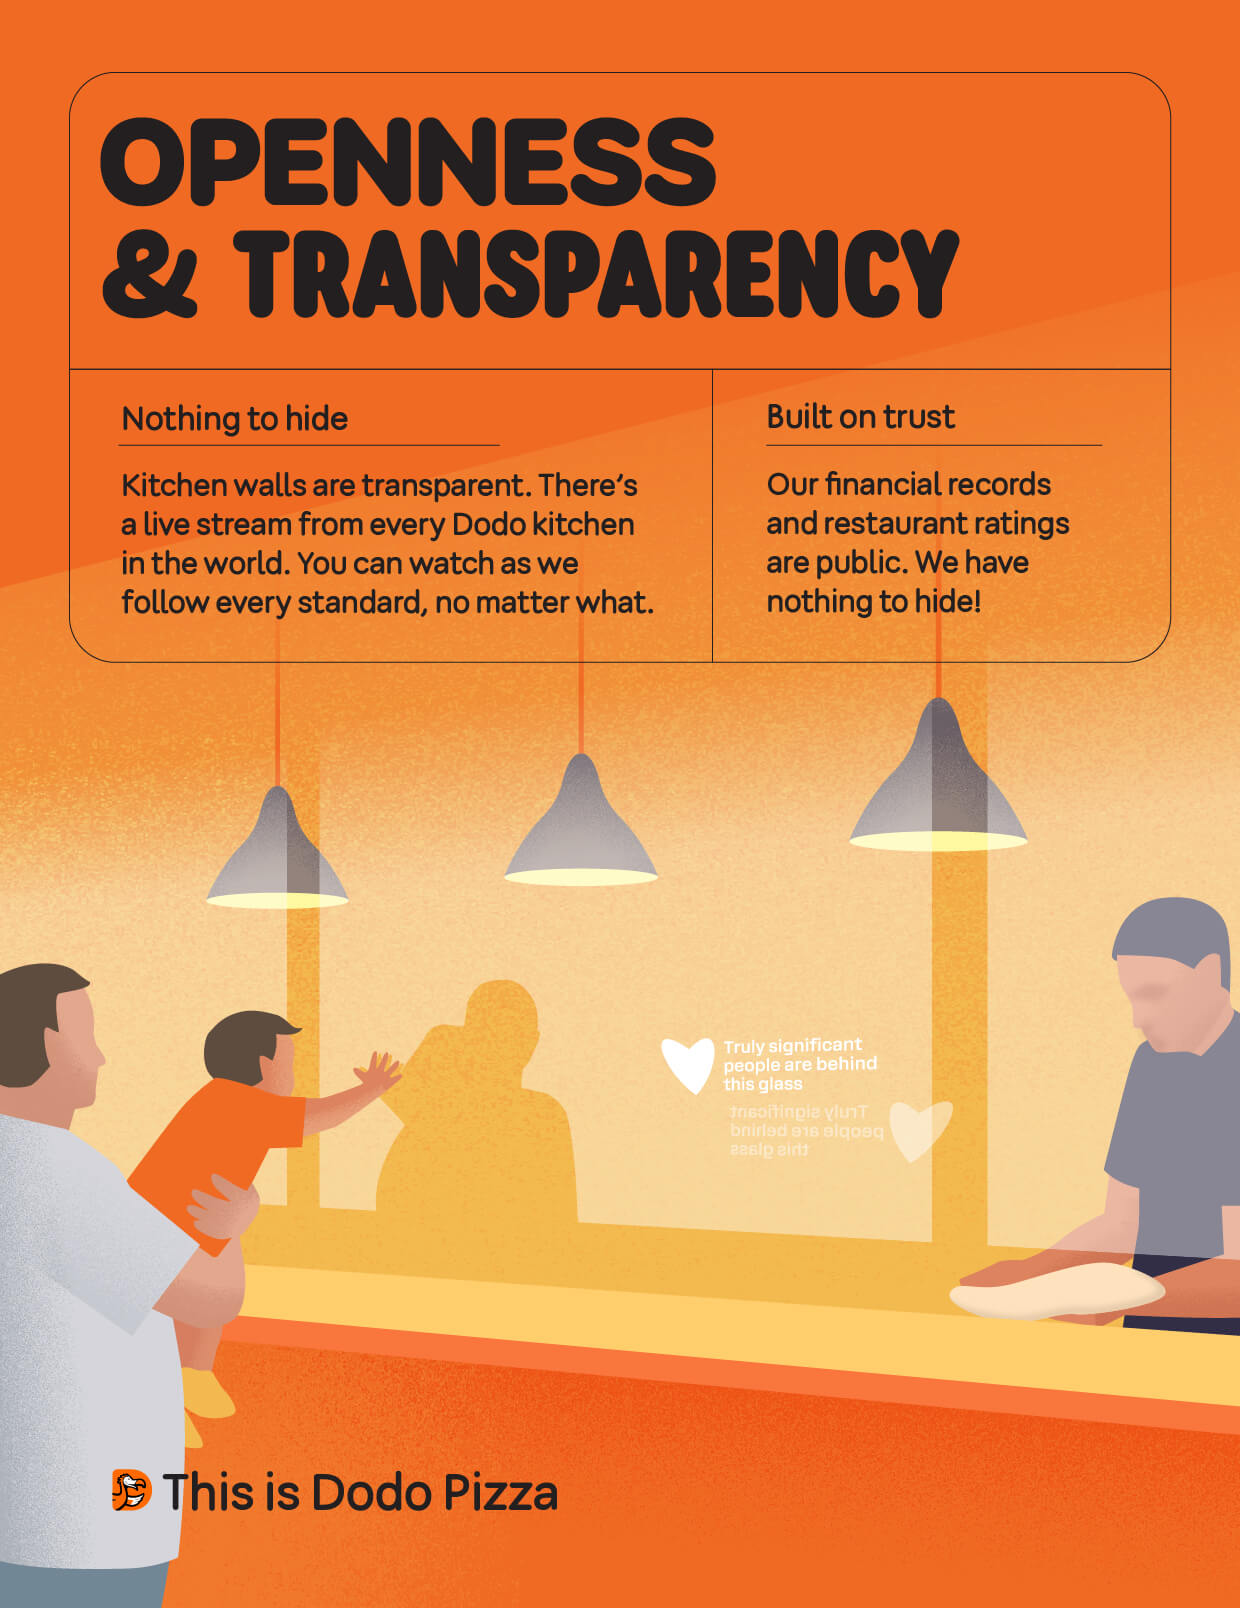 OPENNESS
& TRANSPARENCY
Nothing to hide
Kitchen walls are transparent. There’s
a live stream from every Dodo kitchen
in the world. You can watch as we
follow every standard, no matter what.
Built on trust
Our financial records
and restaurant ratings
are public. We have
nothing to hide!
Truly significant
people are behind
this glass
Truly significant
people are behind
this glass
This is Dodo Pizza